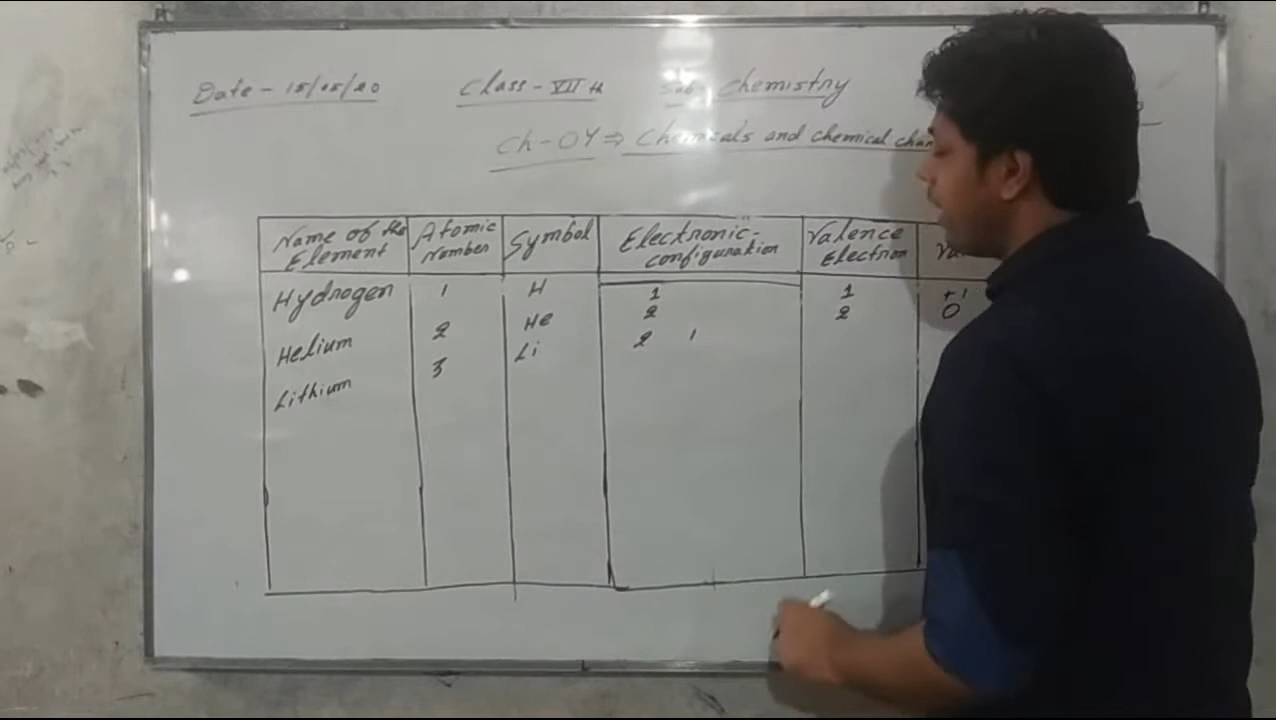 Date - 15/05/20 Class - VII th Sub - Chemistry
Ch - 04 ⇒ Chemicals and chemical
Name of the Element Atomic Number Symbol Electronic-configuration Valence Electron
Hydrogen 1 H 1 1 +1
Helium 2 He 2 2 0
Lithium 3 Li 2 1